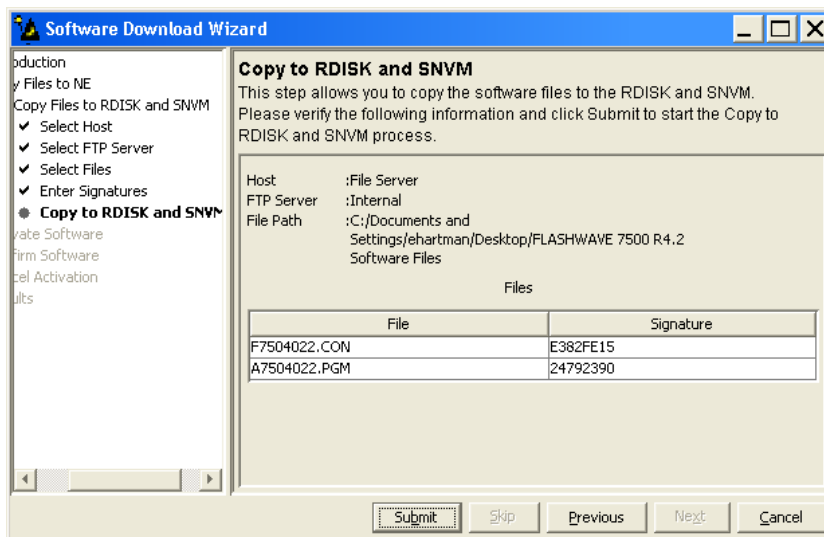 Software Download Wizard
oduction
y Files to NE
Copy Files to RDISK and SNVM
Select Host
Select FTP Server
Select Files
Enter Signatures
Copy to RDISK and SNVM
vate Software
firm Software
cel Activation
ults
Copy to RDISK and SNVM
This step allows you to copy the software files to the RDISK and SNVM.
Please verify the following information and click Submit to start the Copy to
RDISK and SNVM process.
Host :File Server
FTP Server :Internal
File Path :C:/Documents and
Settings/ehartman/Desktop/FLASHWAVE 7500 R4.2
Software Files
Files
File Signature
F7504022.CON E382FE15
A7504022.PGM 24792390
Submit Skip Previous Next Cancel